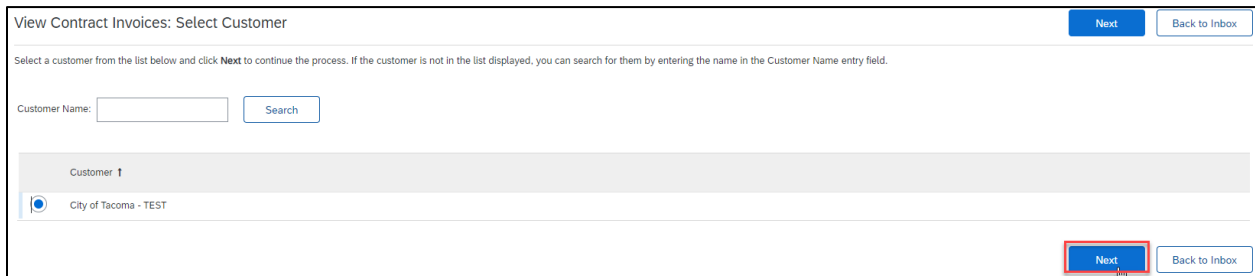 View Contract Invoices: Select Customer
Next
Back to Inbox
Select a customer from the list below and click Next to continue the process. If the customer is not in the list displayed, you can search for them by entering the name in the Customer Name entry field.
Customer Name:
Search
Customer ↑
City of Tacoma - TEST
Next
Back to Inbox